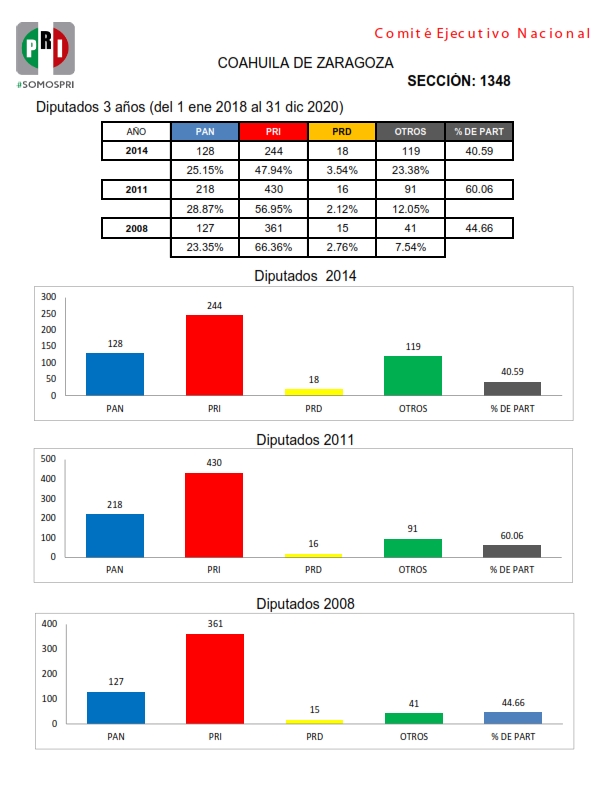 Comité Ejecutivo Nacional
PRI
#SOMOSPRI
COAHUILA DE ZARAGOZA
SECCIÓN: 1348
Diputados 3 años (del 1 ene 2018 al 31 dic 2020)
AÑO PAN PRI PRD OTROS % DE PART
2014 128 244 18 119 40.59
25.15% 47.94% 3.54% 23.38%
2011 218 430 16 91 60.06
28.87% 56.95% 2.12% 12.05%
2008 127 361 15 41 44.66
23.35% 66.36% 2.76% 7.54%
Diputados 2014
300
250
200
150
100
50
0
128 244 18 119 40.59
PAN PRI PRD OTROS % DE PART
Diputados 2011
500
400
300
200
100
0
218 430 16 91 60.06
PAN PRI PRD OTROS % DE PART
Diputados 2008
400
300
200
100
0
127 361 15 41 44.66
PAN PRI PRD OTROS % DE PART